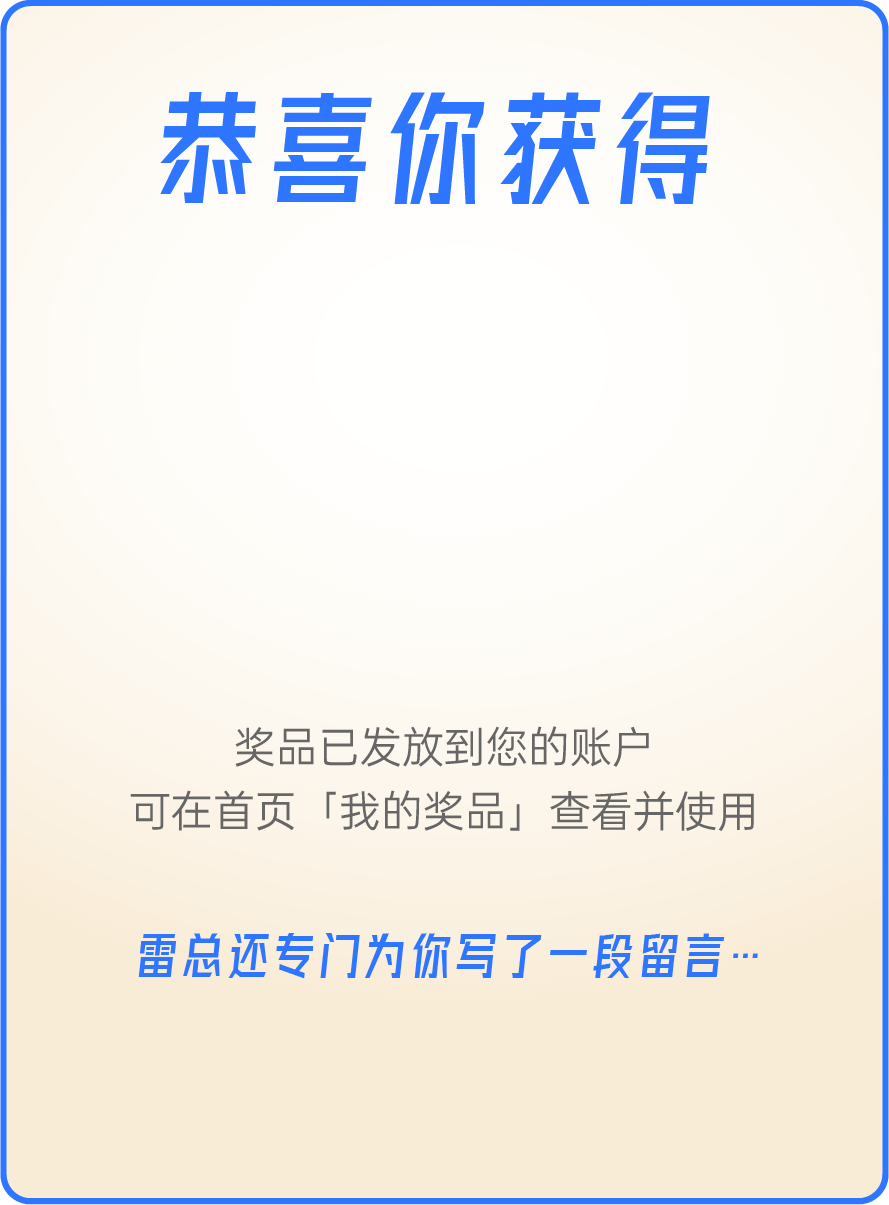 恭喜你获得
奖品已发放到您的账户
可在首页「我的奖品」查看并使用
雷总还专门为你写了一段留言…